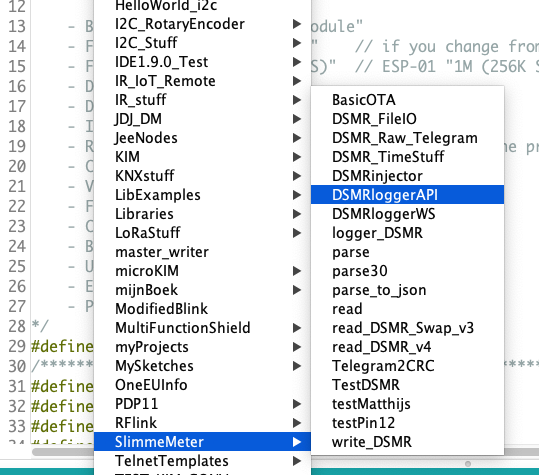 12
13 - B
14 - F
15 - F
16 - D
17 - D
18 - I
19 - R
20 - C
21 - V
22 - F
23 - C
24 - B
25 - U
26 - E
27 - P
28 */
29 #define
30 /*******
31 #define
32 #define
33 #define
odule"
" // if you change from
S)" // ESP-01 "1M (256K S
e pr
HelloWorld_i2c
I2C_RotaryEncoder
I2C_Stuff
IDE1.9.0_Test
IR_IoT_Remote
IR_stuff
JDJ_DM
JeeNodes
KIM
KNXstuff
LibExamples
Libraries
LoRaStuff
master_writer
microKIM
mijnBoek
ModifiedBlink
MultiFunctionShield
myProjects
MySketches
OneEUInfo
PDP11
RFlink
SlimmeMeter
TelnetTemplates
BasicOTA
DSMR_FileIO
DSMR_Raw_Telegram
DSMR_TimeStuff
DSMRinjector
DSMRloggerAPI
DSMRloggerWS
logger_DSMR
parse
parse30
parse_to_json
read
read_DSMR_Swap_v3
read_DSMR_v4
Telegram2CRC
TestDSMR
testMatthijs
testPin12
write_DSMR